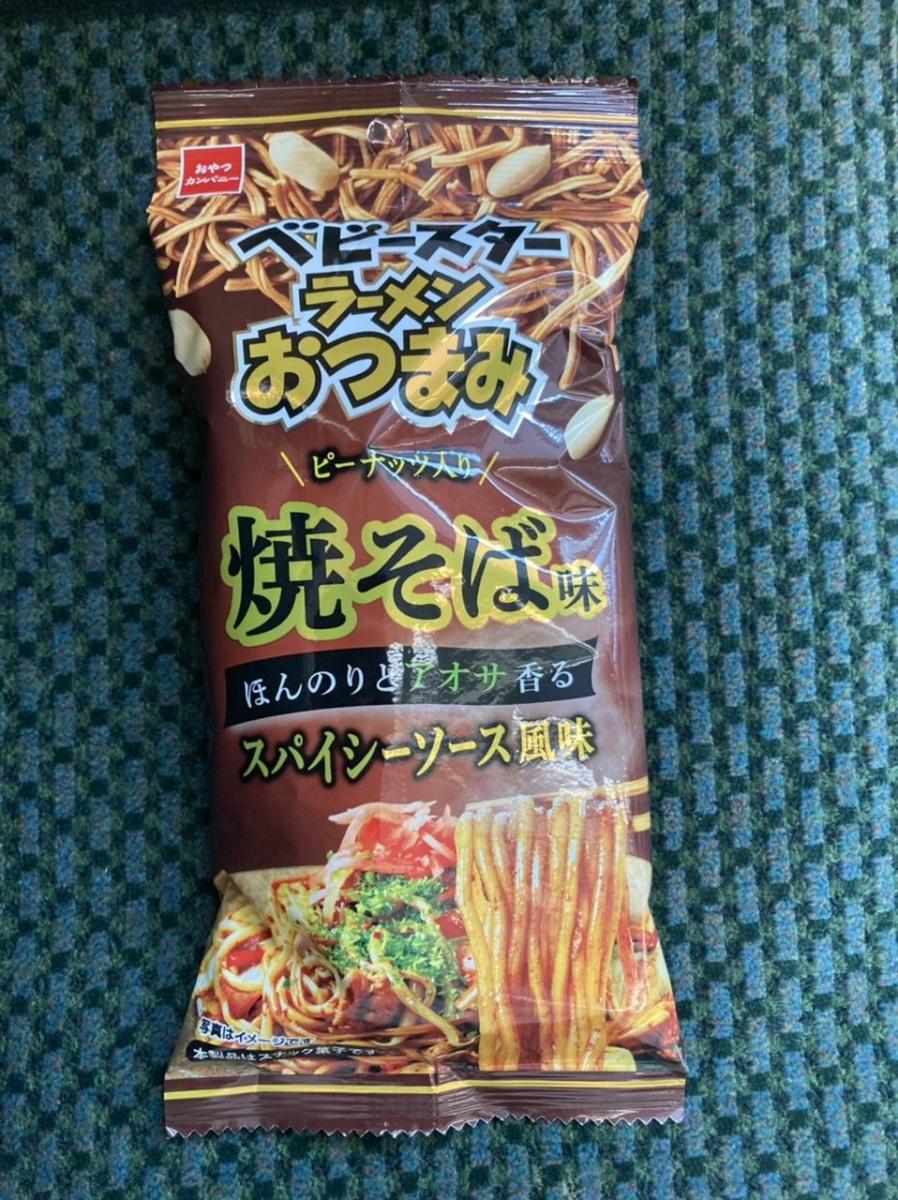 おやつ
カンパニー
ベビースター
ラーメン
おつまみ
ピーナッツ入り
焼そば味
ほんのりとアオサ香る
スパイシーソース風味
写真はイメージです
本製品はスナック菓子です